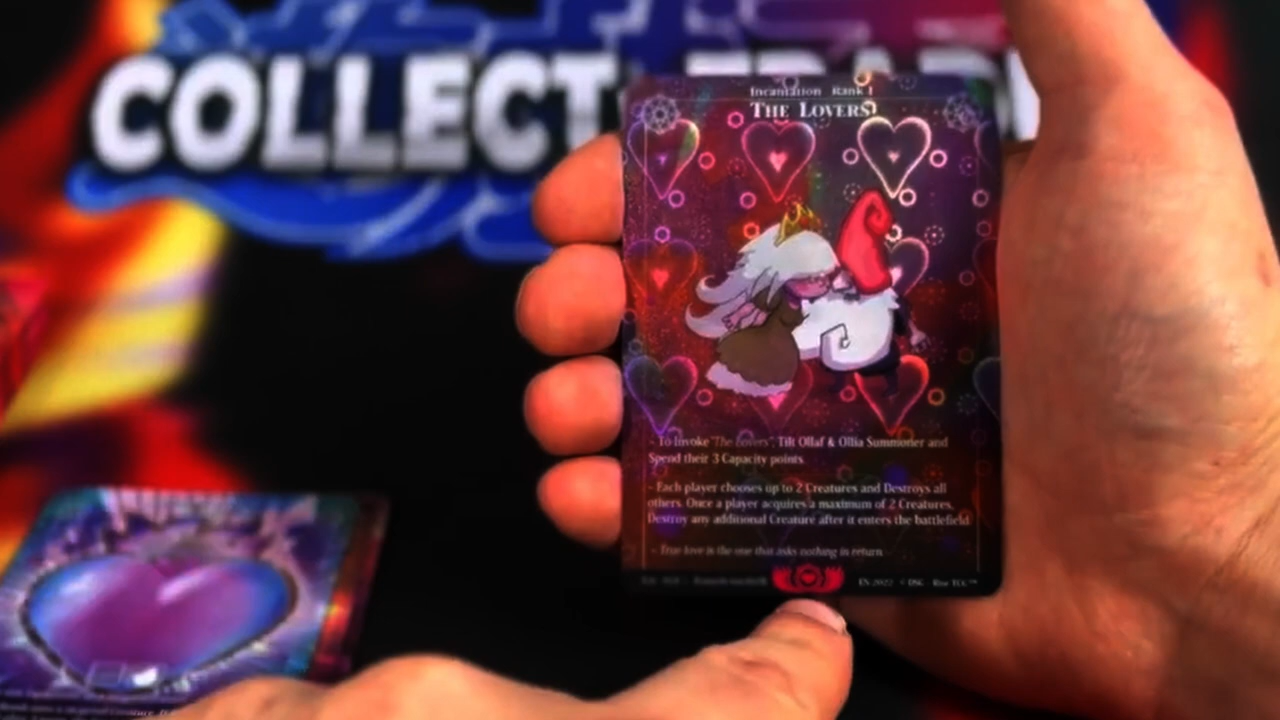 COLLECT
Incantation Rank 1
THE LOVERS
- To Invoke "The Lovers", Tilt Ollaf & Ollia Summoner and
Spend their 3 Capacity points.
- Each player chooses up to 2 Creatures and Destroys all
others. Once a player acquires a maximum of 2 Creatures,
Destroy any additional Creature after it enters the battlefield.
- True love is the one that asks nothing in return
EN 2022 © DSG - Rise TCG™